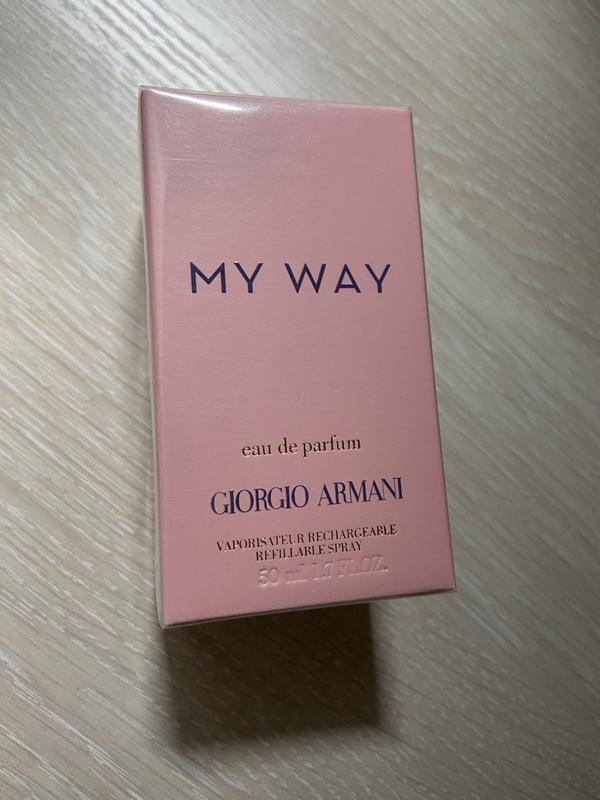 MY WAY
eau de parfum
GIORGIO ARMANI
VAPORISATEUR RECHARGEABLE
REFILLABLE SPRAY
50 ml 1.7 FL.OZ.